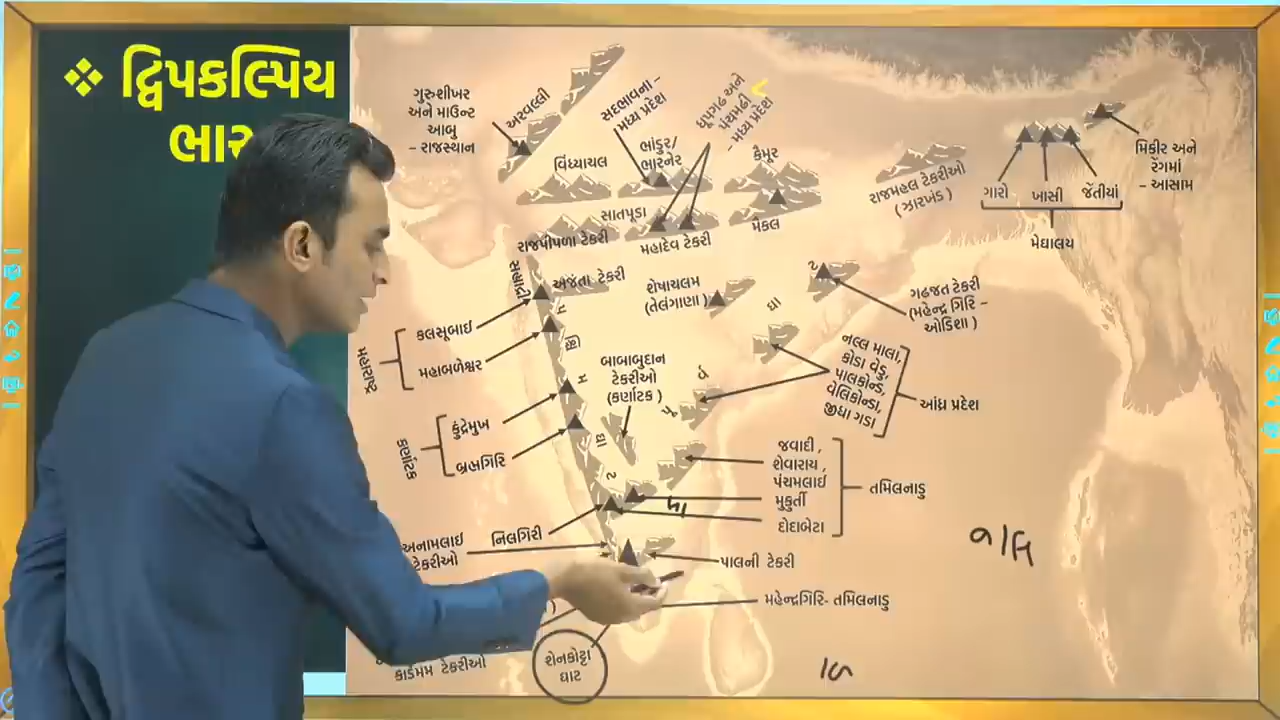 ❖ દ્વિપકલ્પિય
ગુરુશીખર
અને માઉન્ટ
આબુ
– રાજસ્થાન
અરવલ્લી
સદભાવના –
મધ્ય પ્રદેશ
ધૂપગઢ અને
પંચમઢી
– મધ્ય પ્રદેશ
વિંધ્યાચલ
ભાંડુર/
ભારનેર
કૈમૂર
રાજમહલ ટેકરીઓ
(ઝારખંડ)
ગારો
ખાસી
જેંતીયાં
મેઘાલય
મિકીર અને
રેંગમાં
– આસામ
સાતપૂડા
રાજપીપળા ટેકરી
મહાદેવ ટેકરી
મૈકલ
સહ્યાદ્રી
અજંતા ટેકરી
શેષાચલમ
(તેલંગાણા)
ગઢજાત ટેકરી
(મહેન્દ્ર ગિરિ –
ઓડિશા)
મહારાષ્ટ્ર
કલસૂબાઈ
મહાબળેશ્વર
પ
શ્ચિ
મ
ઘા
ટ
પૂ
ર્વ
ઘા
ટ
બાબાબુદાન
ટેકરીઓ
(કર્ણાટક)
નલ્લ માલા,
કોંડા વેડુ,
પાલકોન્ડ,
વેલિકોન્ડા,
જીંધા ગડા
આંધ્ર પ્રદેશ
કર્ણાટક
કુંદ્રેમુખ
બ્રહ્મગિરિ
જવાદી,
શેવારાય,
પંચમલાઈ
મુકુર્તી
દોદાબેટા
તમિલનાડુ
નિલગિરી
અનામલાઈ
ટેકરીઓ
પાલની ટેકરી
મહેન્દ્રગિરિ- તમિલનાડુ
કાર્ડમમ ટેકરીઓ
શેનકોટ્ટા
ઘાટ